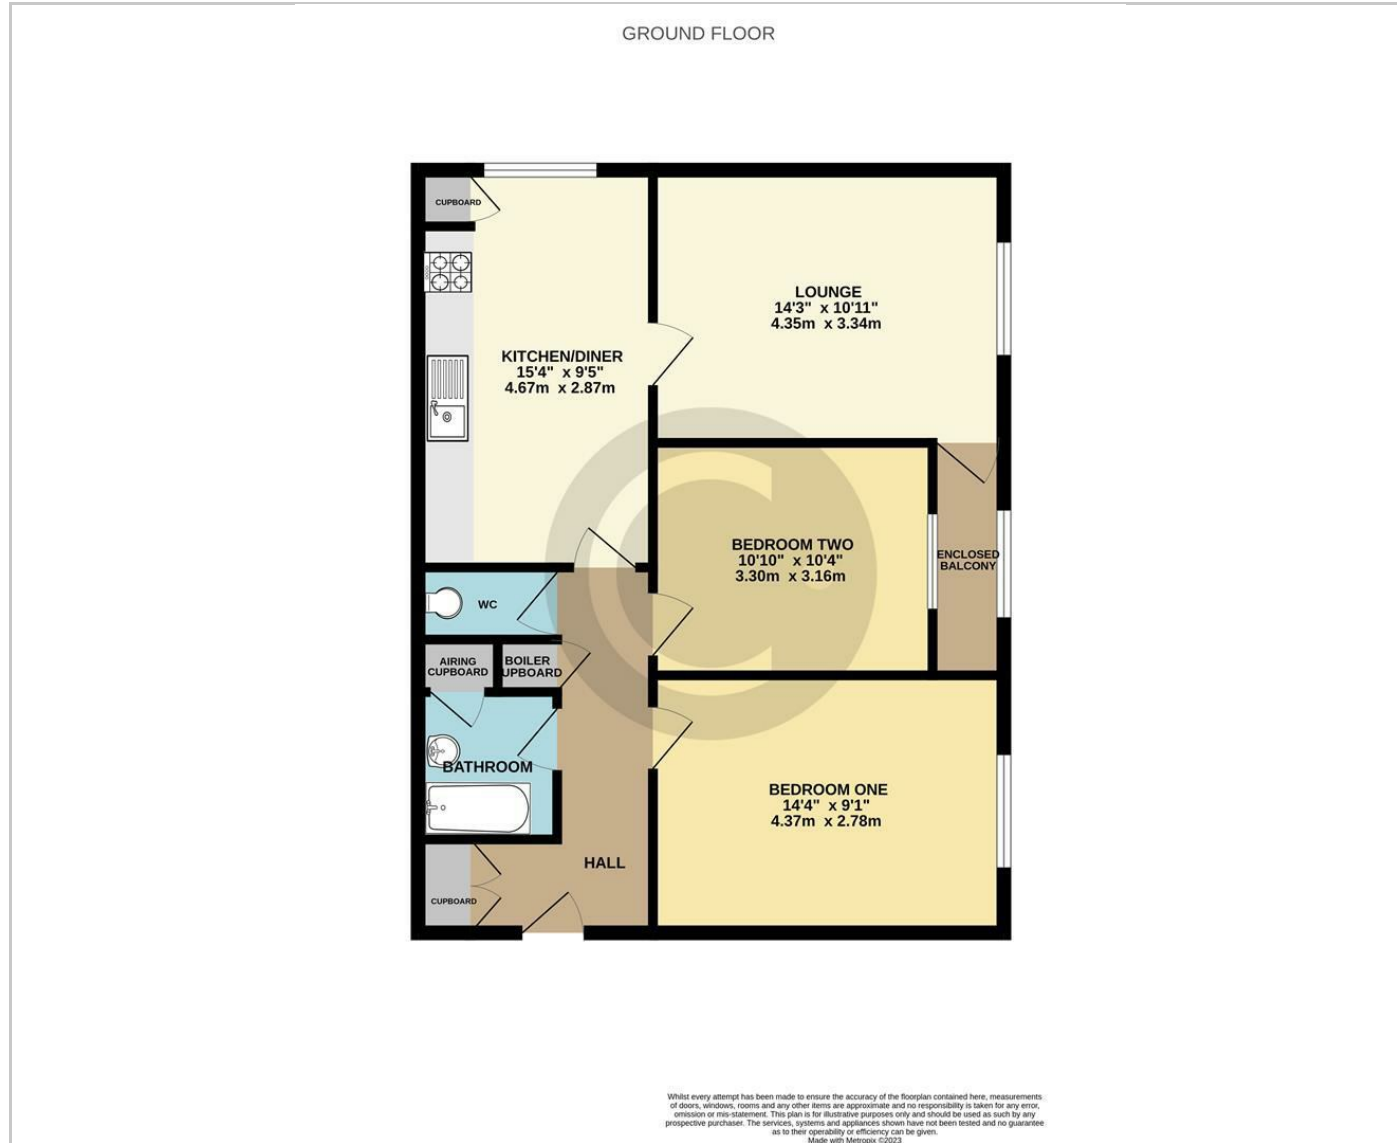 GROUND FLOOR
CUPBOARD
LOUNGE
14'3" x 10'11"
4.35m x 3.34m
KITCHEN/DINER
15'4" x 9'5"
4.67m x 2.87m
BEDROOM TWO
10'10" x 10'4"
3.30m x 3.16m
ENCLOSED
BALCONY
WC
AIRING
CUPBOARD
BOILER
UPBOARD
BATHROOM
BEDROOM ONE
14'4" x 9'1"
4.37m x 2.78m
HALL
CUPBOARD
Whilst every attempt has been made to ensure the accuracy of the floorplan contained here, measurements
of doors, windows, rooms and any other items are approximate and no responsibility is taken for any error,
omission or mis-statement. This plan is for illustrative purposes only and should be used as such by any
prospective purchaser. The services, systems and appliances shown have not been tested and no guarantee
as to their operability or efficiency can be given.
Made with Metropix ©2023